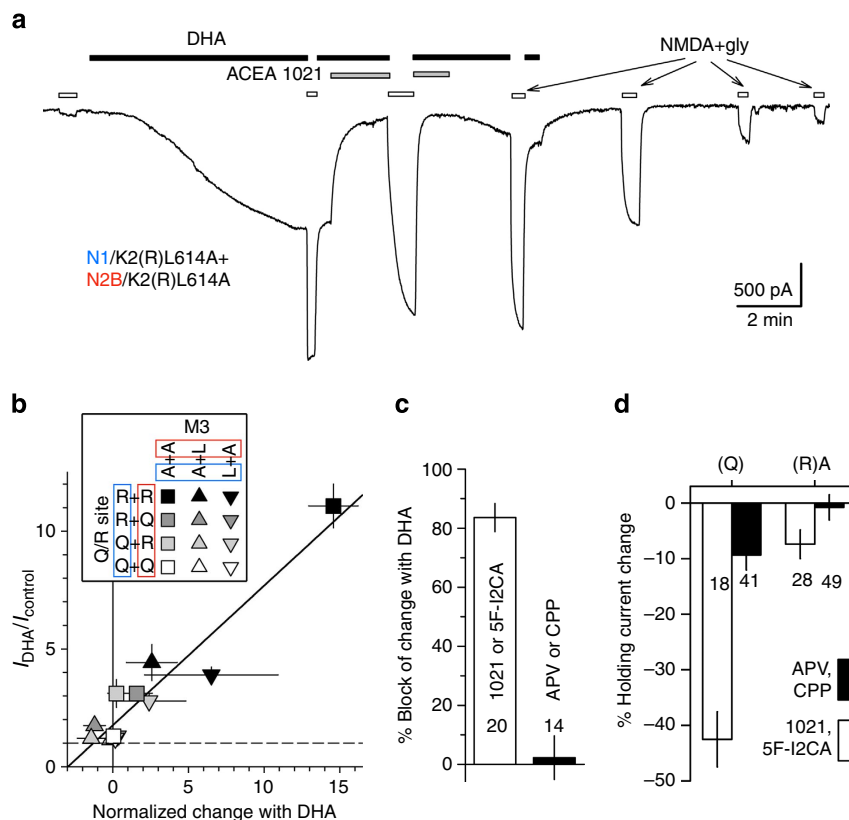 a
DHA
NMDA+gly
ACEA 1021
N1/K2(R)L614A+
N2B/K2(R)L614A
500 pA
2 min
b
M3
A+A
A+L
L+A
Q/R site
R+R
R+Q
Q+R
Q+Q
10
5
0
I_DHA/I_control
0
5
10
15
Normalized change with DHA
c
100
80
60
40
20
0
% Block of change with DHA
1021 or 5F-I2CA
20
APV or CPP
14
d
(Q)
(R)A
0
−10
−20
−30
−40
−50
% Holding current change
18
41
28
49
APV,
CPP
1021,
5F-I2CA